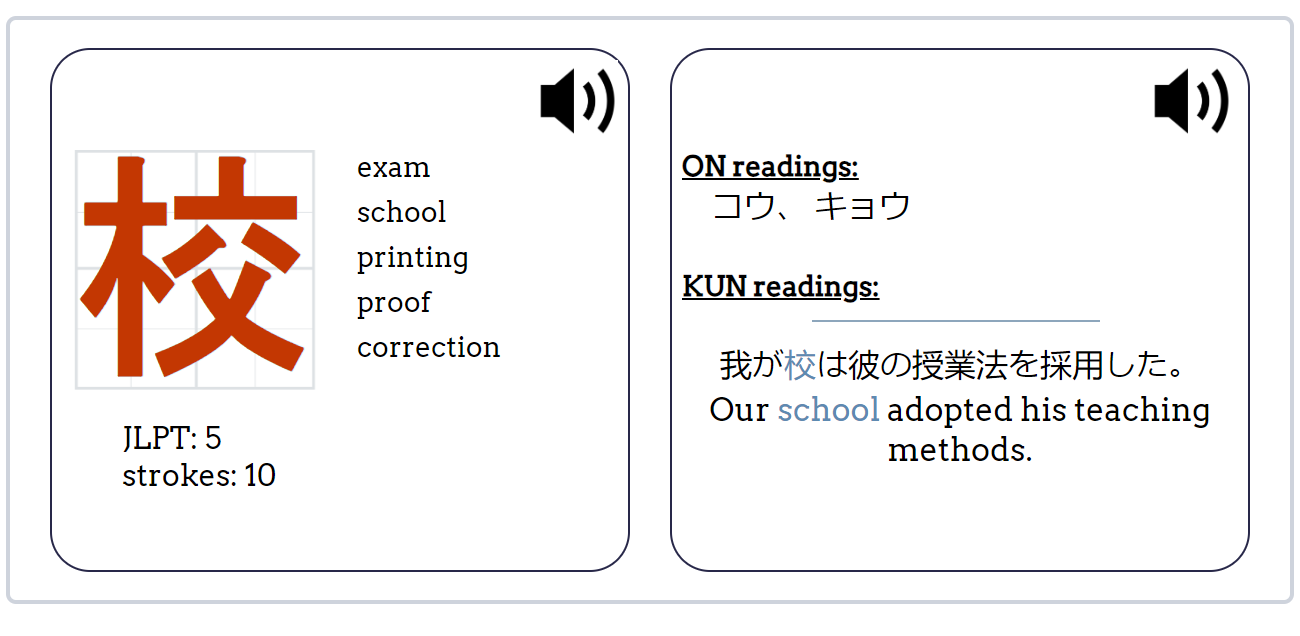 校
exam
school
printing
proof
correction
JLPT: 5
strokes: 10
ON readings:
コウ、 キョウ
KUN readings:
我が校は彼の授業法を採用した。
Our school adopted his teaching
methods.